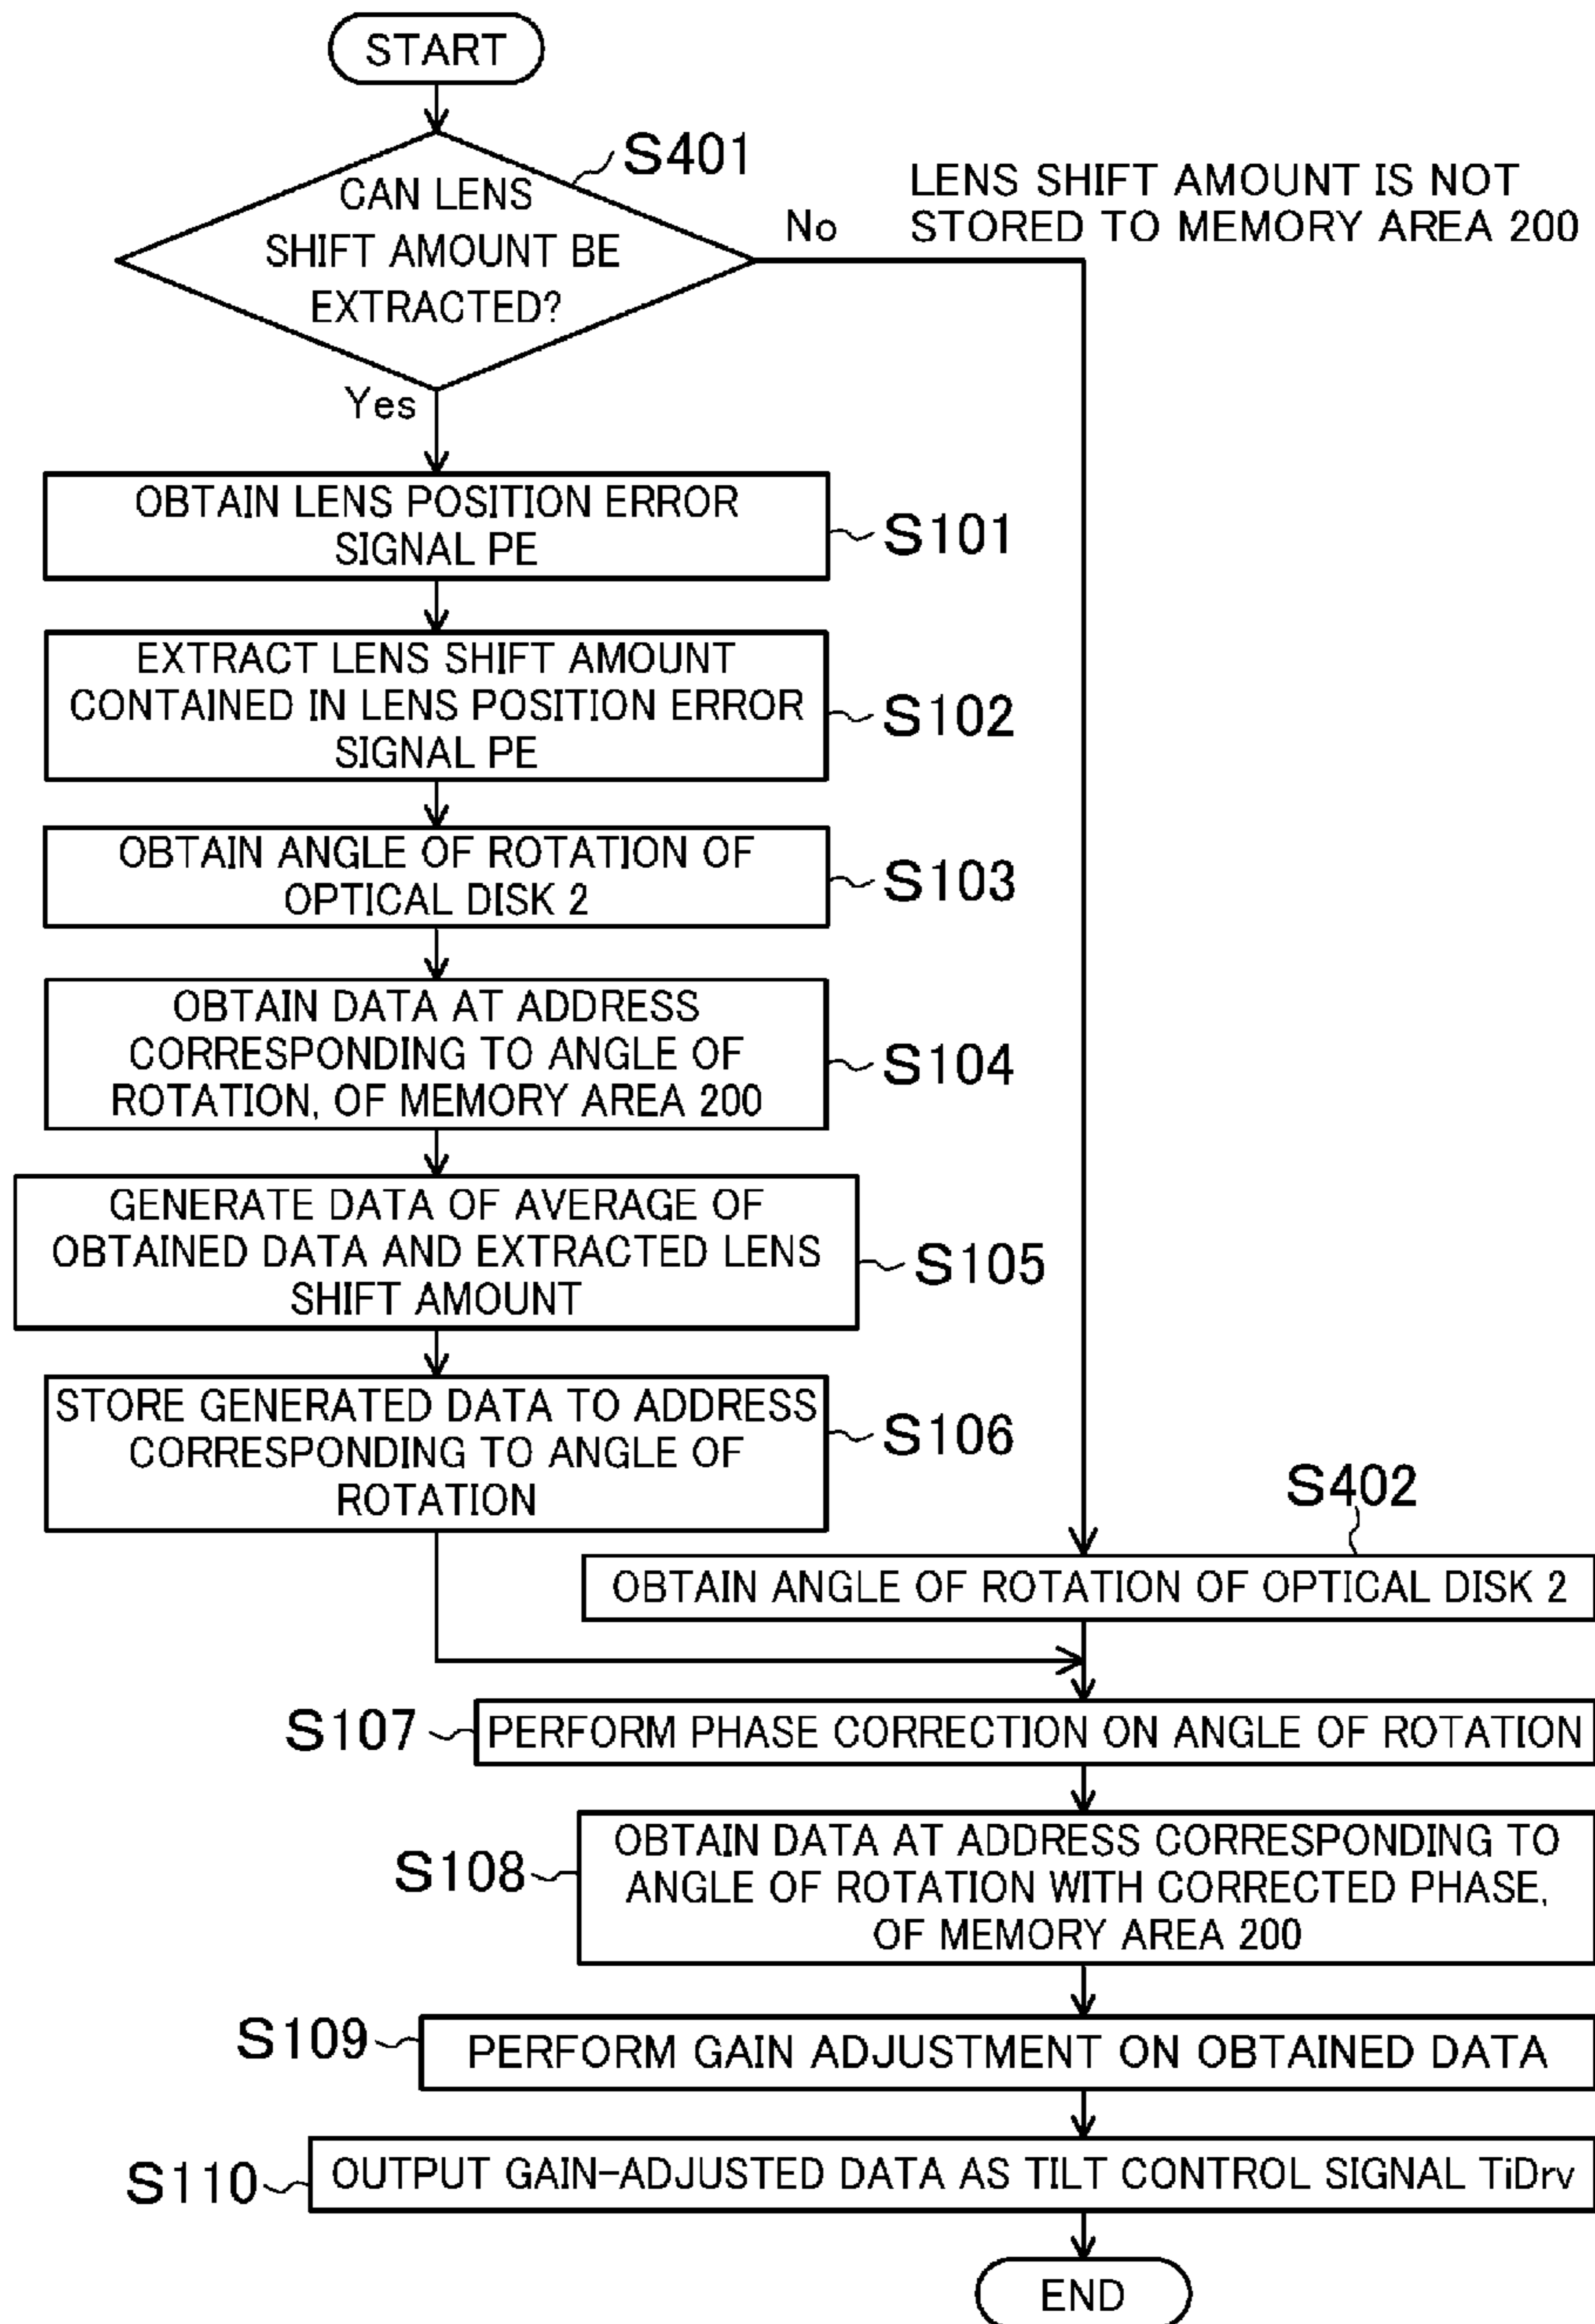 START
S401
CAN LENS
SHIFT AMOUNT BE
EXTRACTED?
No
LENS SHIFT AMOUNT IS NOT
STORED TO MEMORY AREA 200
Yes
OBTAIN LENS POSITION ERROR
SIGNAL PE
S101
EXTRACT LENS SHIFT AMOUNT
CONTAINED IN LENS POSITION ERROR
SIGNAL PE
S102
OBTAIN ANGLE OF ROTATION OF
OPTICAL DISK 2
S103
OBTAIN DATA AT ADDRESS
CORRESPONDING TO ANGLE OF
ROTATION, OF MEMORY AREA 200
S104
GENERATE DATA OF AVERAGE OF
OBTAINED DATA AND EXTRACTED LENS
SHIFT AMOUNT
S105
STORE GENERATED DATA TO ADDRESS
CORRESPONDING TO ANGLE OF
ROTATION
S106
S402
OBTAIN ANGLE OF ROTATION OF OPTICAL DISK 2
S107
PERFORM PHASE CORRECTION ON ANGLE OF ROTATION
S108
OBTAIN DATA AT ADDRESS CORRESPONDING TO
ANGLE OF ROTATION WITH CORRECTED PHASE,
OF MEMORY AREA 200
S109
PERFORM GAIN ADJUSTMENT ON OBTAINED DATA
S110
OUTPUT GAIN-ADJUSTED DATA AS TILT CONTROL SIGNAL TiDrv
END